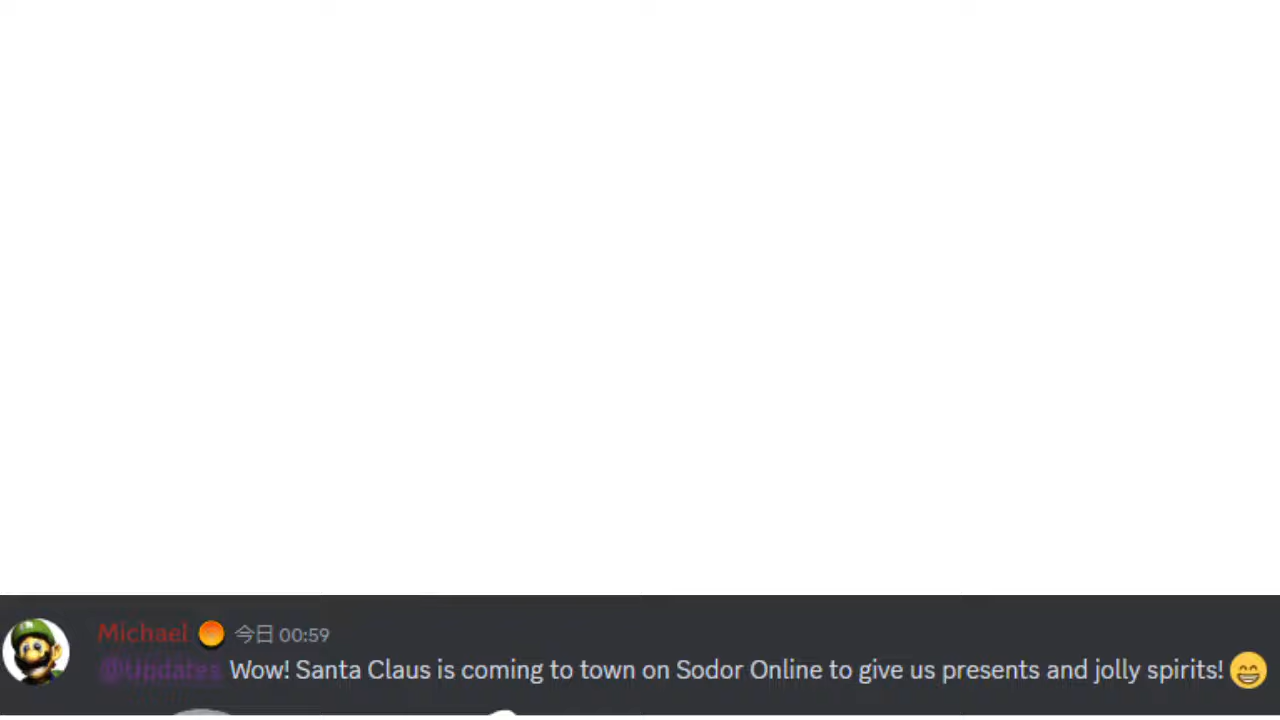 Michael 今日 00:59
@Updates Wow! Santa Claus is coming to town on Sodor Online to give us presents and jolly spirits! 😁